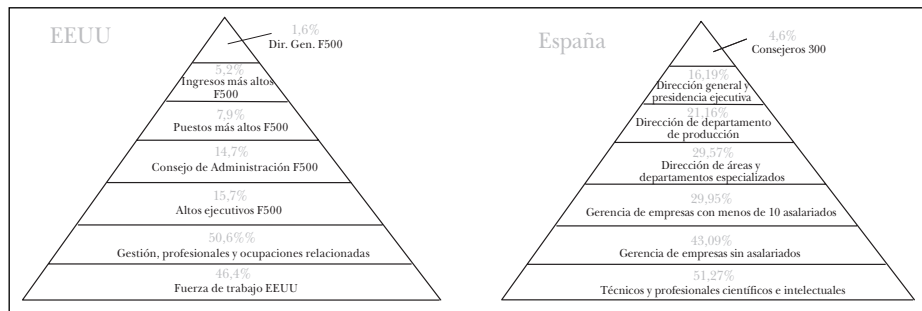 EEUU
1,6%
Dir. Gen. F500
5,2%
Ingresos más altos
F500
7,9%
Puestos más altos F500
14,7%
Consejo de Administración F500
15,7%
Altos ejecutivos F500
50,6%%
Gestión, profesionales y ocupaciones relacionadas
46,4%
Fuerza de trabajo EEUU
España
4,6%
Consejeros 300
16,19%
Dirección general y
presidencia ejecutiva
21,16%
Dirección de departamento
de producción
29,57%
Dirección de áreas y
departamentos especializados
29,95%
Gerencia de empresas con menos de 10 asalariados
43,09%
Gerencia de empresas sin asalariados
51,27%
Técnicos y profesionales científicos e intelectuales